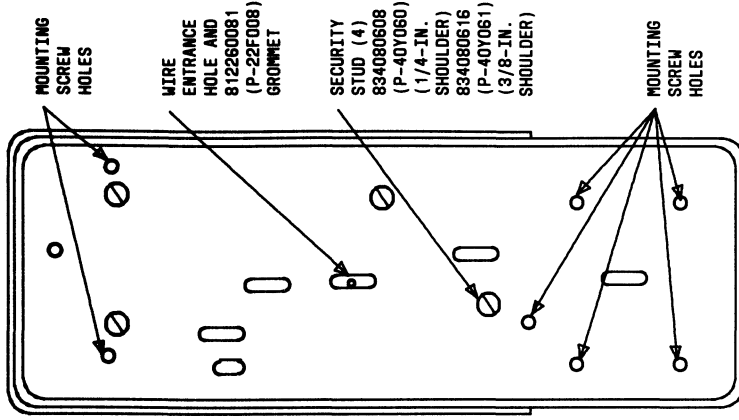 MOUNTING
SCREW
HOLES
WIRE
ENTRANCE
HOLE AND
812260081
(P-22F008)
GROMMET
SECURITY
STUD (4)
834080608
(P-40Y060)
(1/4-IN.
SHOULDER)
834080616
(P-40Y061)
(3/8-IN.
SHOULDER)
MOUNTING
SCREW
HOLES